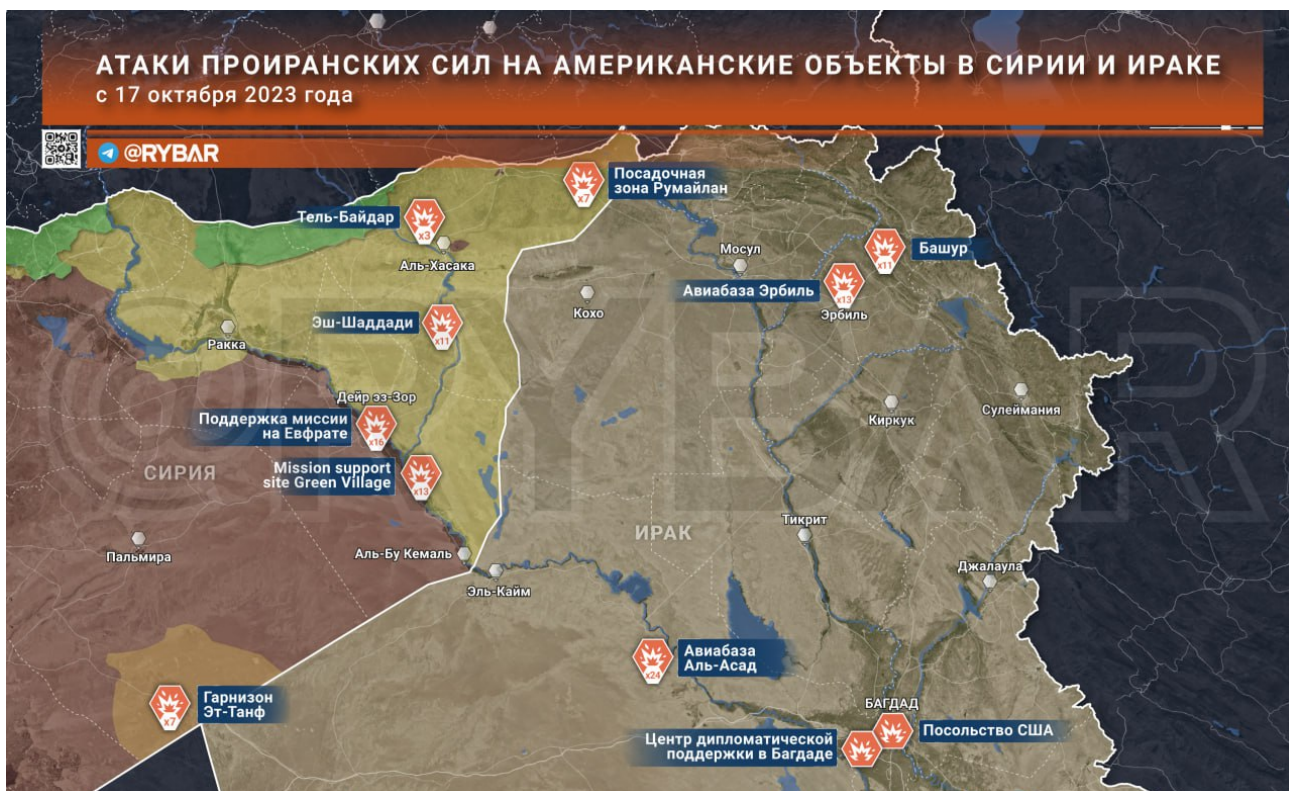 АТАКИ ПРОИРАНСКИХ СИЛ НА АМЕРИКАНСКИЕ ОБЪЕКТЫ В СИРИИ И ИРАКЕ
с 17 октября 2023 года
@RYBAR
Посадочная
зона Румайлан
x7
Тель-Байдар
x3
Аль-Хасака
Мосул
Башур
x11
Авиабаза Эрбиль
x13
Эрбиль
Кохо
Эш-Шаддади
x11
Ракка
Дейр эз-Зор
Сулеймания
Киркук
Поддержка миссии
на Евфрате
x16
Mission support
site Green Village
x13
СИРИЯ
@RYBAR
ИРАК
Тикрит
Пальмира
Аль-Бу Кемаль
Эль-Кайм
Джалаула
Авиабаза
Аль-Асад
x24
Гарнизон
Эт-Танф
x7
БАГДАД
Посольство США
Центр дипломатической
поддержки в Багдаде